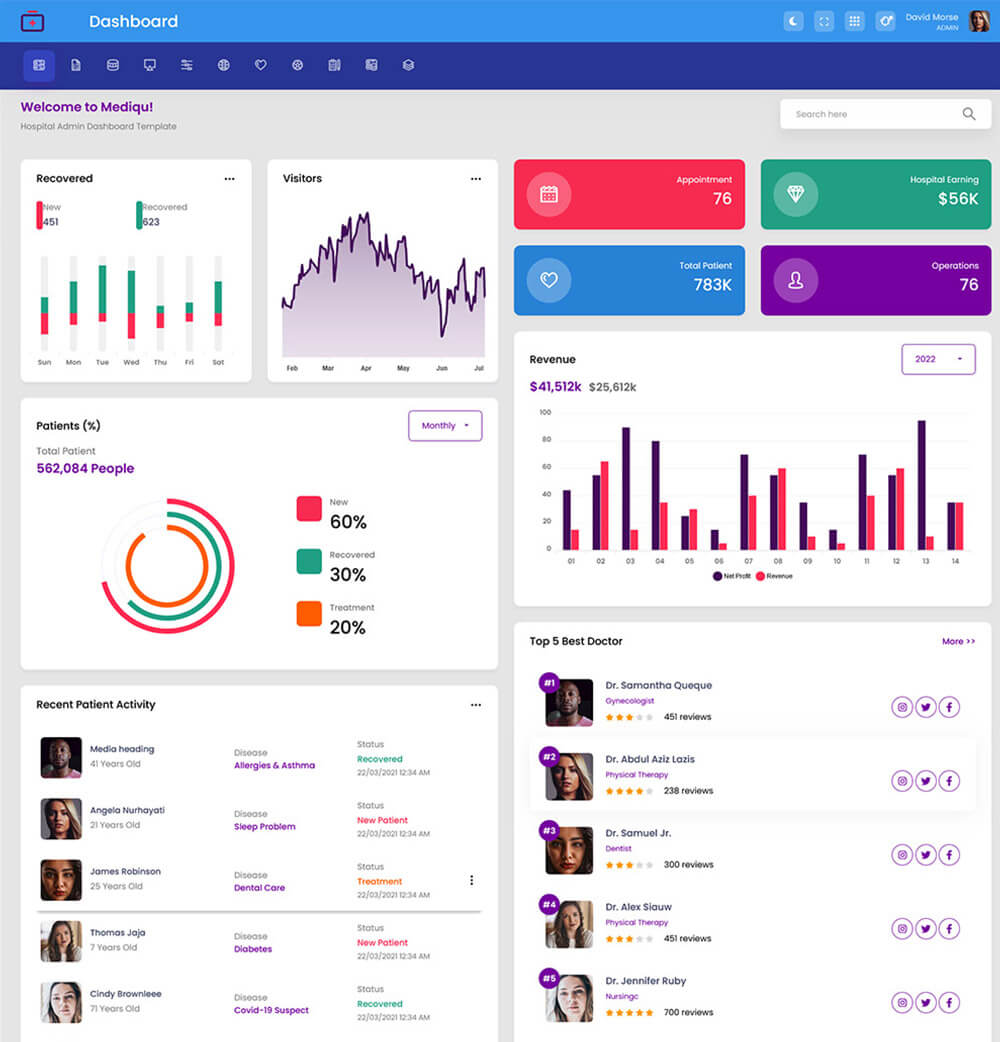 Dashboard
David Morse
ADMIN
Welcome to Mediqu!
Hospital Admin Dashboard Template
Search here
Recovered
New
451
Recovered
623
Sun Mon Tue Wed Thu Fri Sat
Visitors
Feb Mar Apr May Jun Jul
Appointment
76
Hospital Earning
$56K
Total Patient
783K
Operations
76
Revenue
2022
$41,512k $25,612k
100
80
60
40
20
0
01 02 03 04 05 06 07 08 09 10 11 12 13 14
Net Profit Revenue
Patients (%)
Monthly
Total Patient
562,084 People
New
60%
Recovered
30%
Treatment
20%
Recent Patient Activity
Media heading
41 Years Old
Disease
Allergies & Asthma
Status
Recovered
22/03/2021 12:34 AM
Angela Nurhayati
21 Years Old
Disease
Sleep Problem
Status
New Patient
22/03/2021 12:34 AM
James Robinson
25 Years Old
Disease
Dental Care
Status
Treatment
22/03/2021 12:34 AM
Thomas Jaja
7 Years Old
Disease
Diabetes
Status
New Patient
22/03/2021 12:34 AM
Cindy Brownleee
71 Years Old
Disease
Covid-19 Suspect
Status
Recovered
22/03/2021 12:34 AM
Top 5 Best Doctor
More >>
#1
Dr. Samantha Queque
Gynecologist
451 reviews
#2
Dr. Abdul Aziz Lazis
Physical Therapy
238 reviews
#3
Dr. Samuel Jr.
Dentist
300 reviews
#4
Dr. Alex Siauw
Physical Therapy
451 reviews
#5
Dr. Jennifer Ruby
Nursingc
700 reviews